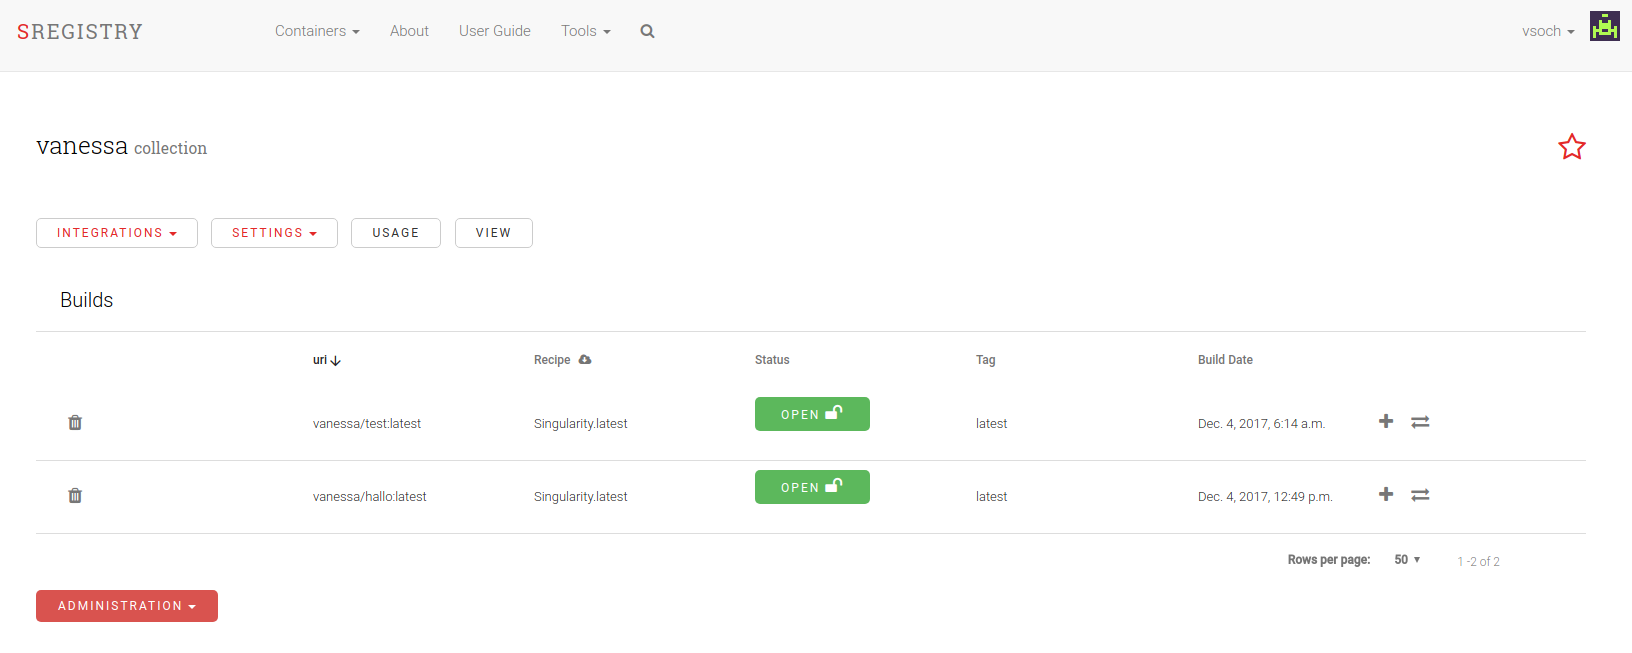 SREGISTRY Containers About User Guide Tools vsoch
vanessa collection
INTEGRATIONS SETTINGS USAGE VIEW
Builds
uri Recipe Status Tag Build Date
vanessa/test:latest Singularity.latest OPEN latest Dec. 4, 2017, 6:14 a.m.
vanessa/hallo:latest Singularity.latest OPEN latest Dec. 4, 2017, 12:49 p.m.
Rows per page: 50 1 -2 of 2
ADMINISTRATION